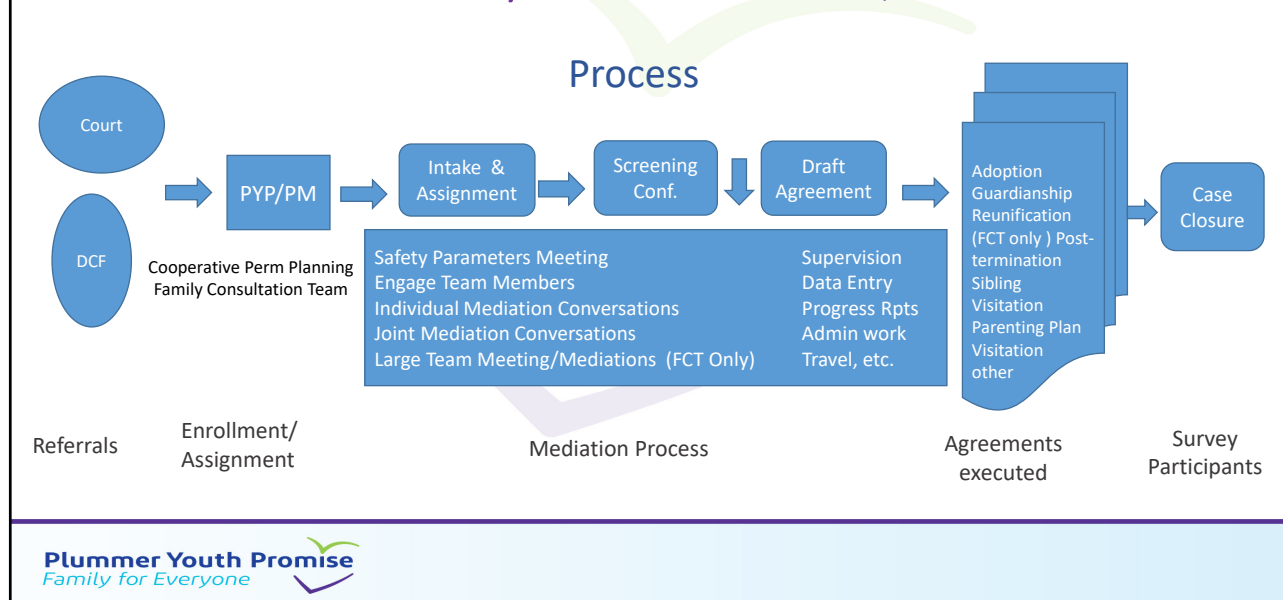 Process
Court
DCF
PYP/PM
Cooperative Perm Planning
Family Consultation Team
Intake &
Assignment
Screening
Conf.
Draft
Agreement
Safety Parameters Meeting
Engage Team Members
Individual Mediation Conversations
Joint Mediation Conversations
Large Team Meeting/Mediations (FCT Only)
Supervision
Data Entry
Progress Rpts
Admin work
Travel, etc.
Adoption
Guardianship
Reunification
(FCT only ) Post-
termination
Sibling
Visitation
Parenting Plan
Visitation
other
Case
Closure
Referrals
Enrollment/
Assignment
Mediation Process
Agreements
executed
Survey
Participants
Plummer Youth Promise
Family for Everyone